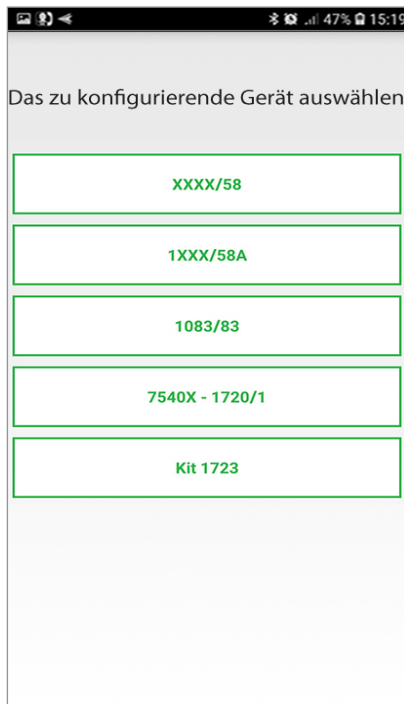 47% 15:19
Das zu konfigurierende Gerät auswählen
XXXX/58
1XXX/58A
1083/83
7540X - 1720/1
Kit 1723